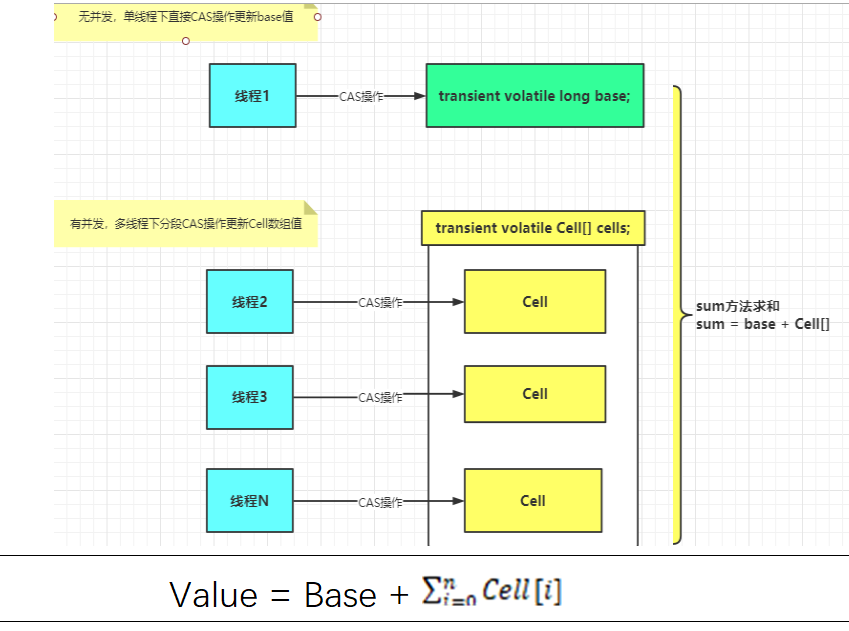 无并发，单线程下直接CAS操作更新base值
线程1
CAS操作
transient volatile long base;
有并发，多线程下分段CAS操作更新Cell数组值
transient volatile Cell[] cells;
线程2
CAS操作
Cell
sum方法求和
sum = base + Cell[]
线程3
CAS操作
Cell
线程N
CAS操作
Cell
Value = Base + ∑ⁿᵢ₌₀ Cell[i]